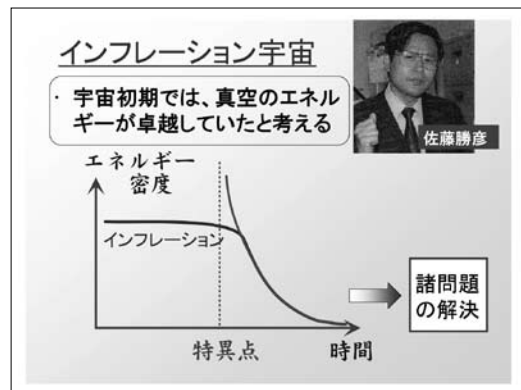 インフレーション宇宙
・ 宇宙初期では、真空のエネル
ギーが卓越していたと考える
佐藤勝彦
エネルギー
密度
インフレーション
諸問題
の解決
特異点
時間